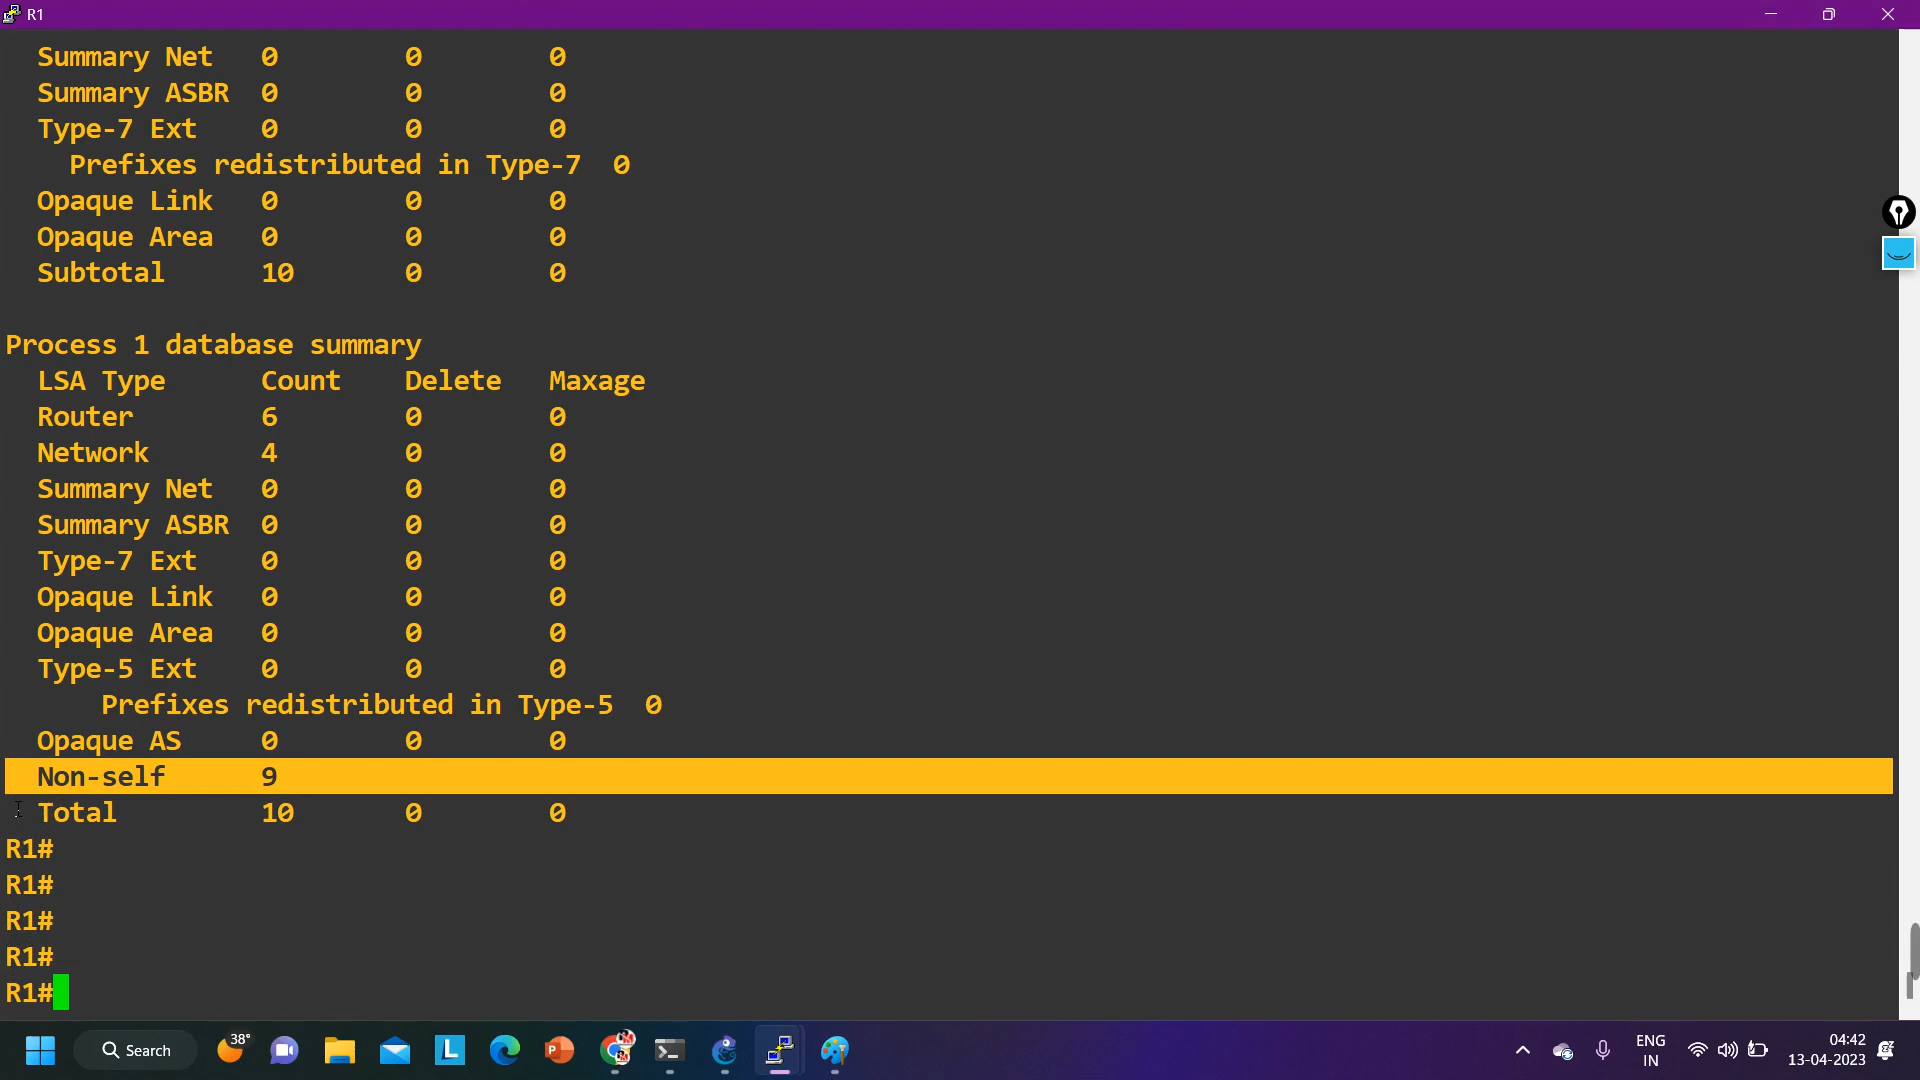 R1
Summary Net 0 0 0
Summary ASBR 0 0 0
Type-7 Ext 0 0 0
Prefixes redistributed in Type-7 0
Opaque Link 0 0 0
Opaque Area 0 0 0
Subtotal 10 0 0
Process 1 database summary
LSA Type Count Delete Maxage
Router 6 0 0
Network 4 0 0
Summary Net 0 0 0
Summary ASBR 0 0 0
Type-7 Ext 0 0 0
Opaque Link 0 0 0
Opaque Area 0 0 0
Type-5 Ext 0 0 0
Prefixes redistributed in Type-5 0
Opaque AS 0 0 0
Non-self 9
Total 10 0 0
R1#
R1#
R1#
R1#
R1#
Search
38°
L
P
ENG
IN
04:42
13-04-2023